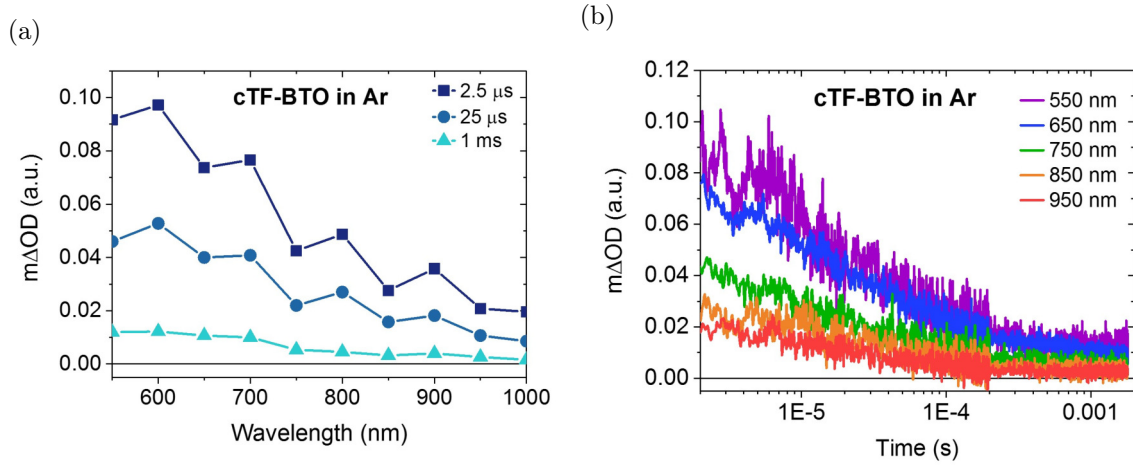 (a)
cTF-BTO in Ar
2.5 μs
25 μs
1 ms
0.10
0.08
0.06
0.04
0.02
0.00
mΔOD (a.u.)
600
700
800
900
1000
Wavelength (nm)
(b)
cTF-BTO in Ar
550 nm
650 nm
750 nm
850 nm
950 nm
0.12
0.10
0.08
0.06
0.04
0.02
0.00
mΔOD (a.u.)
1E-5
1E-4
0.001
Time (s)